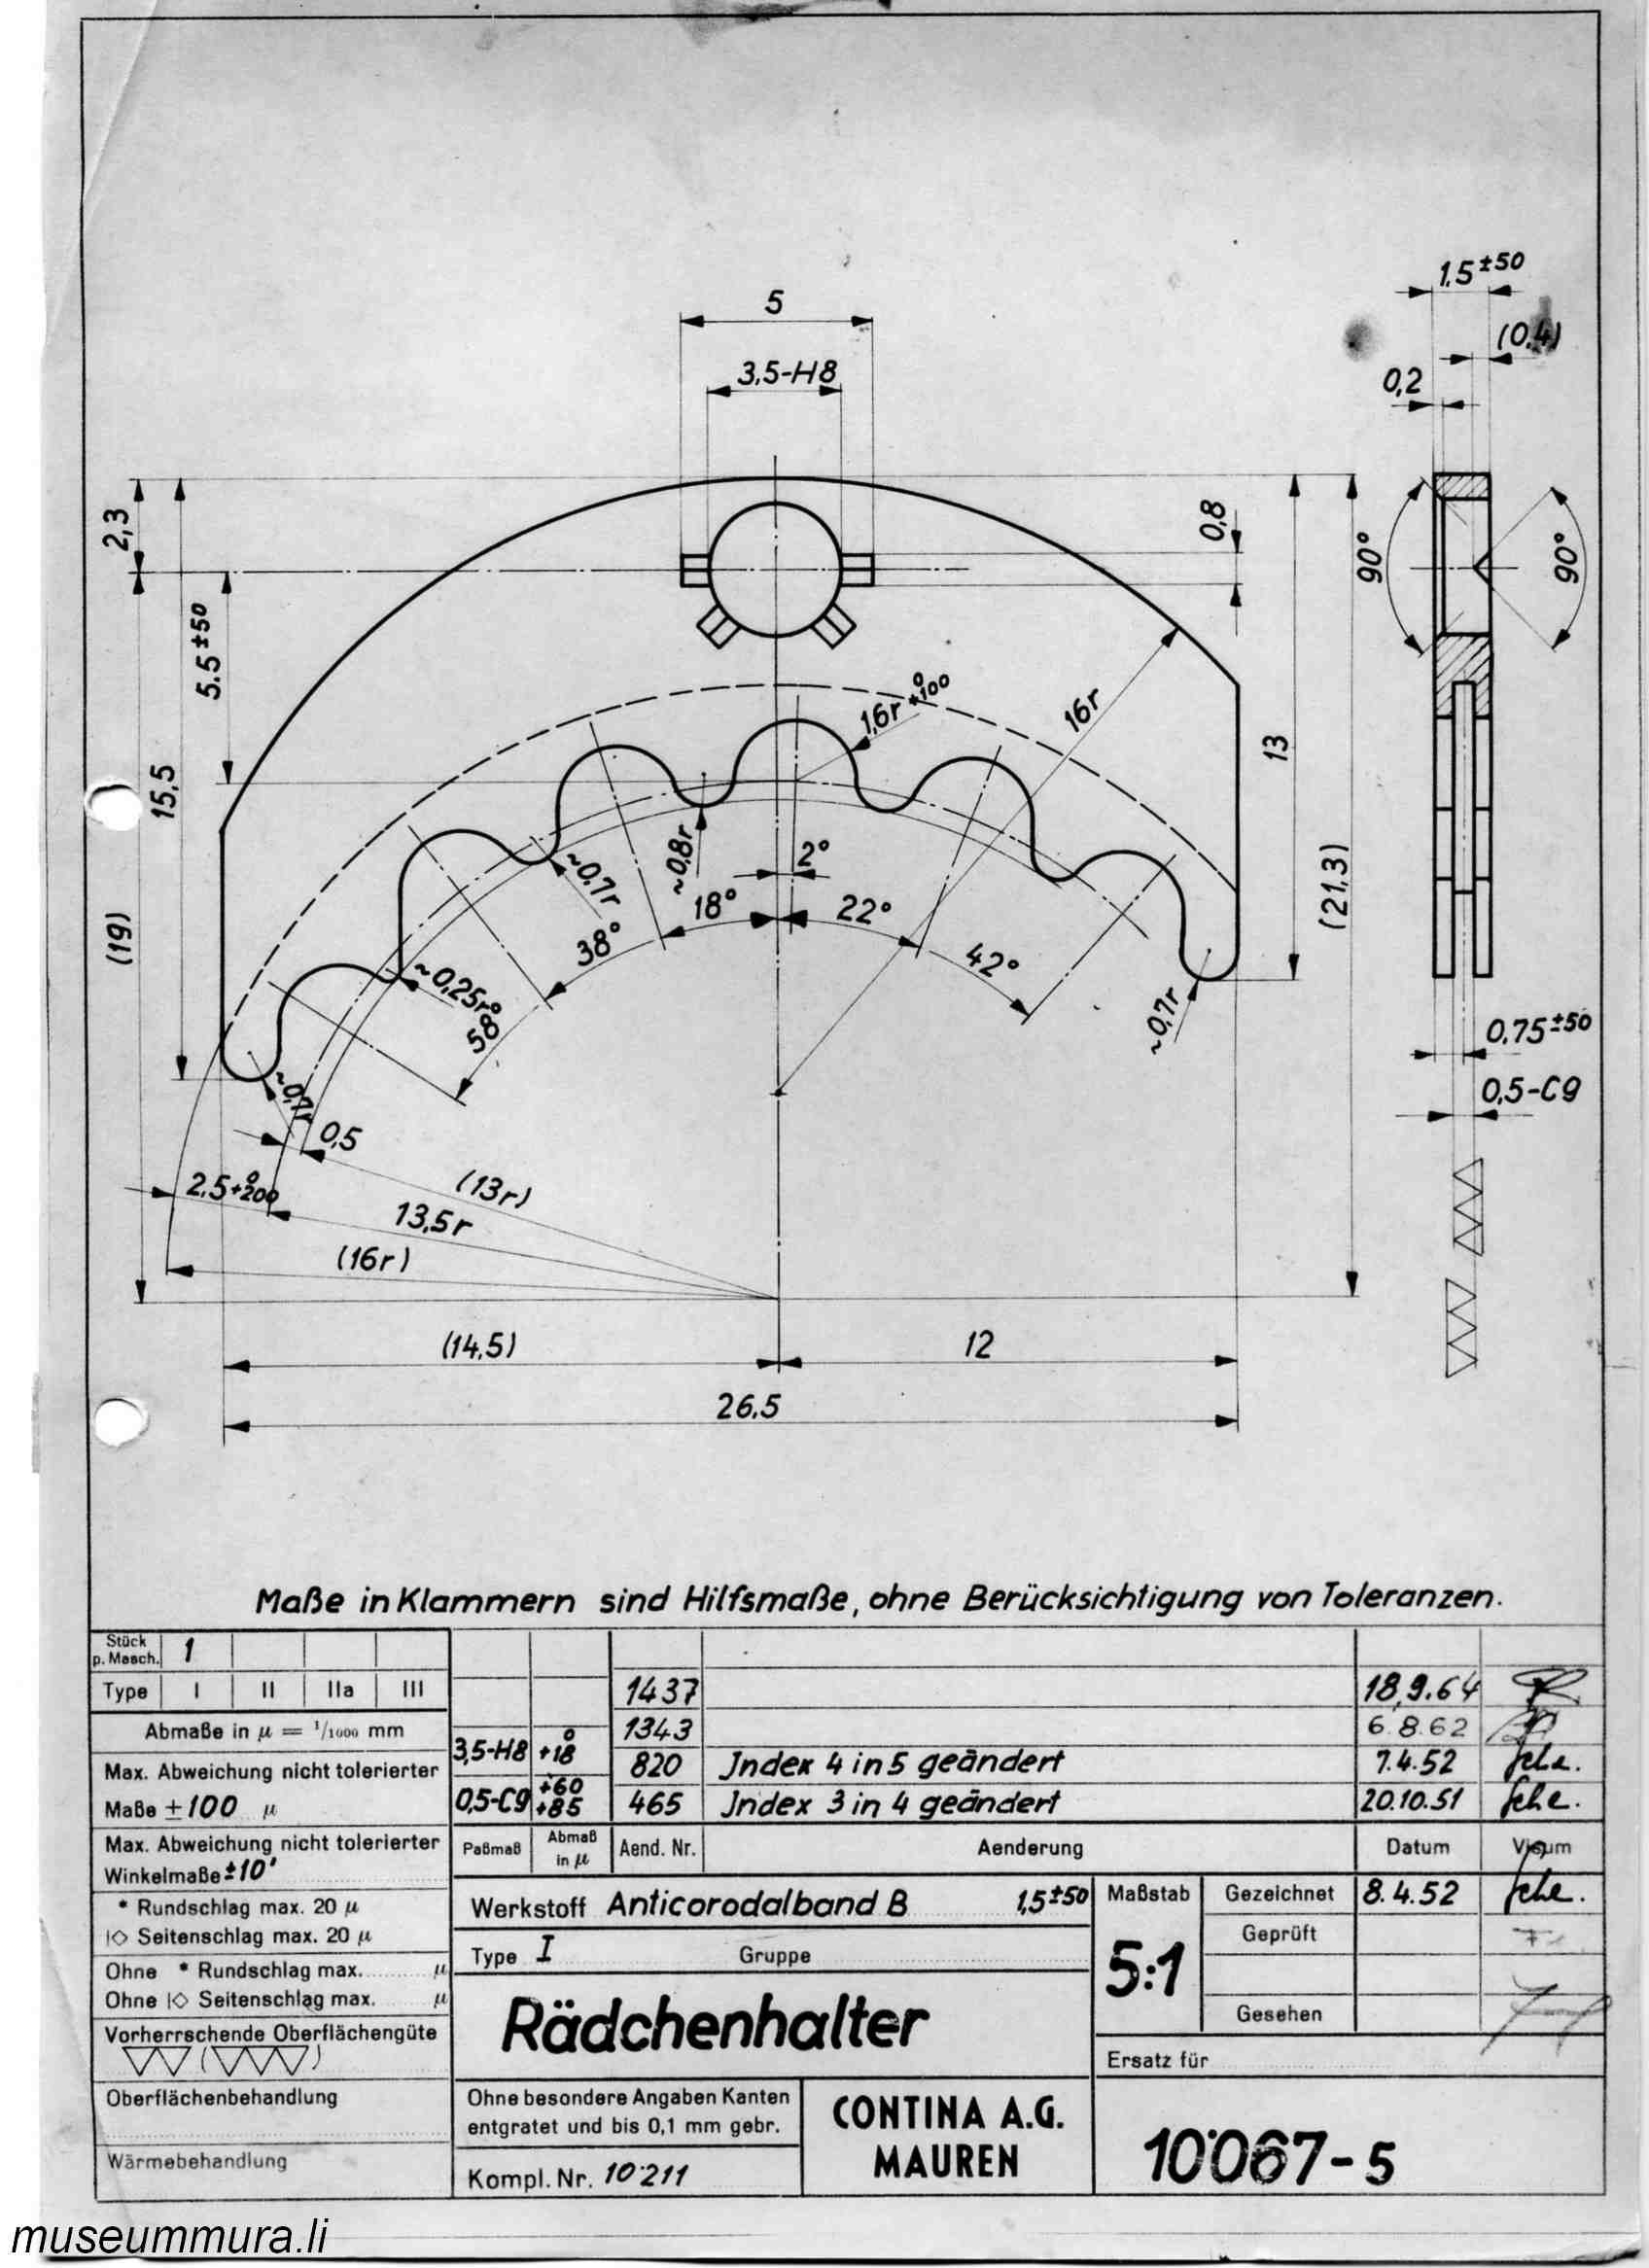 5
3,5-H8
1.5±50
(0.4)
0,2
2,3
0,8
90°
90°
5.5±50
1,6r 0 +100
16r
15,5
13
2°
~0,8r
~0,7r
18°
22°
(21,3)
38°
42°
(19)
~0,25r
58°
~0,7r
0,75±50
0,5-C9
~0,7r
0,5
2,5 0 +200
(13r)
13,5r
(16r)
(14,5)
12
26.5
Maße in Klammern sind Hilfsmaße, ohne Berücksichtigung von Toleranzen.
Stück
p. Masch. 1
Type I II IIa III
Abmaße in μ = 1/1000 mm
Max. Abweichung nicht tolerierter
Maße ±100 μ
Max. Abweichung nicht tolerierter
Winkelmaße ±10'
* Rundschlag max. 20 μ
I◇ Seitenschlag max. 20 μ
Ohne * Rundschlag max. μ
Ohne I◇ Seitenschlag max. μ
Vorherrschende Oberflächengüte
Oberflächenbehandlung
Wärmebehandlung
1437 18.9.64
1343 6.8.62
3,5-H8 0 +18 820 Jndex 4 in 5 geändert 7.4.52 Sche.
0,5-C9 +60 +85 465 Jndex 3 in 4 geändert 20.10.51 Sche.
Paßmaß Abmaß in μ Aend. Nr. Aenderung Datum Visum
Werkstoff Anticorodalband B 1,5±50
Type I Gruppe
Rädchenhalter
Maßstab
5:1
Gezeichnet 8.4.52 Sche.
Geprüft
Gesehen
Ersatz für
Ohne besondere Angaben Kanten
entgratet und bis 0,1 mm gebr.
Kompl. Nr. 10'211
CONTINA A.G.
MAUREN
10'067-5
museummura.li